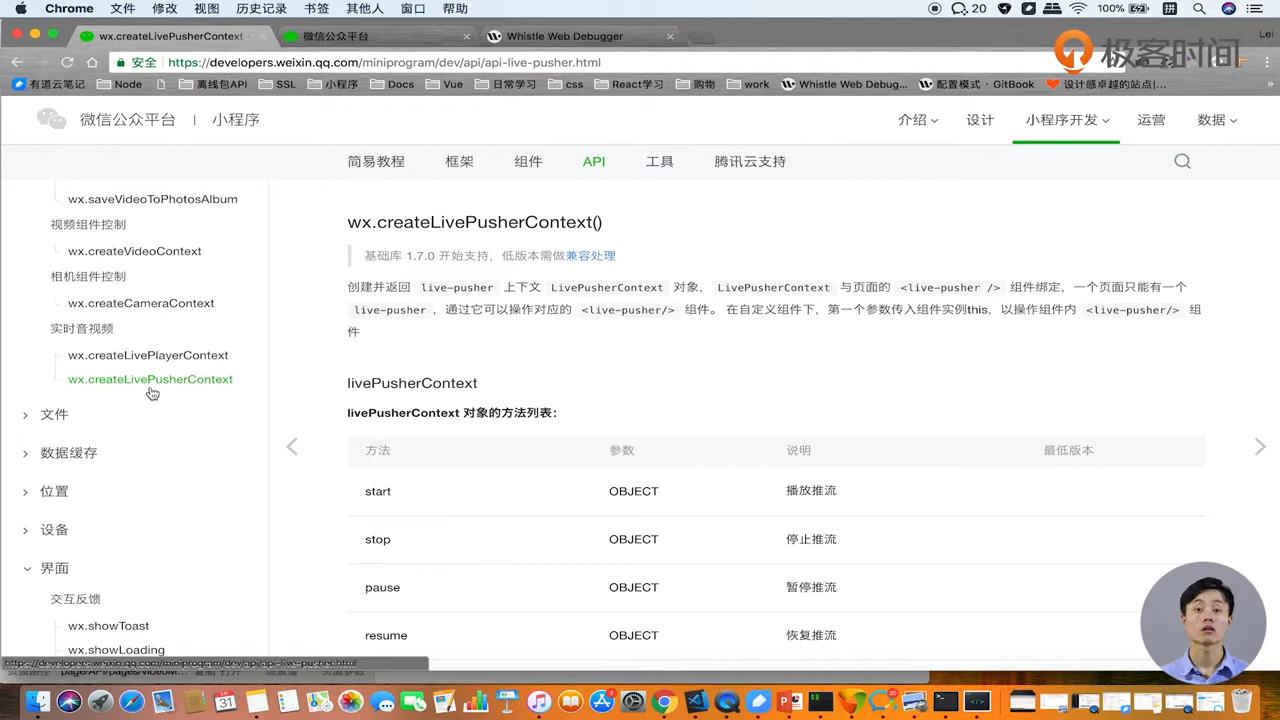 Chrome 文件 修改 视图 历史记录 书签 其他人 窗口 帮助 20 100% 拼
wx.createLivePusherContext 微信公众平台 Whistle Web Debugger Lei
安全 https://developers.weixin.qq.com/miniprogram/dev/api/api-live-pusher.html
极客时间
有道云笔记 Node 离线包API SSL 小程序 Docs Vue 日常学习 css React学习 购物 work Whistle Web Debug... 配置模式 · GitBook 设计感卓越的站点|... »
微信公众平台 | 小程序 介绍 设计 小程序开发 运营 数据
简易教程 框架 组件 API 工具 腾讯云支持
wx.saveVideoToPhotosAlbum
视频组件控制
wx.createVideoContext
相机组件控制
wx.createCameraContext
实时音视频
wx.createLivePlayerContext
wx.createLivePusherContext
文件
数据缓存
位置
设备
界面
交互反馈
wx.showToast
wx.showLoading
wx.createLivePusherContext()
基础库 1.7.0 开始支持，低版本需做兼容处理
创建并返回 live-pusher 上下文 LivePusherContext 对象， LivePusherContext 与页面的 <live-pusher /> 组件绑定，一个页面只能有一个
live-pusher ，通过它可以操作对应的 <live-pusher/> 组件。 在自定义组件下，第一个参数传入组件实例this，以操作组件内 <live-pusher/> 组
件
livePusherContext
livePusherContext 对象的方法列表：
方法 参数 说明 最低版本
start OBJECT 播放推流
stop OBJECT 停止推流
pause OBJECT 暂停推流
resume OBJECT 恢复推流
https://developers.weixin.qq.com/miniprogram/dev/api/api-live-pusher.html